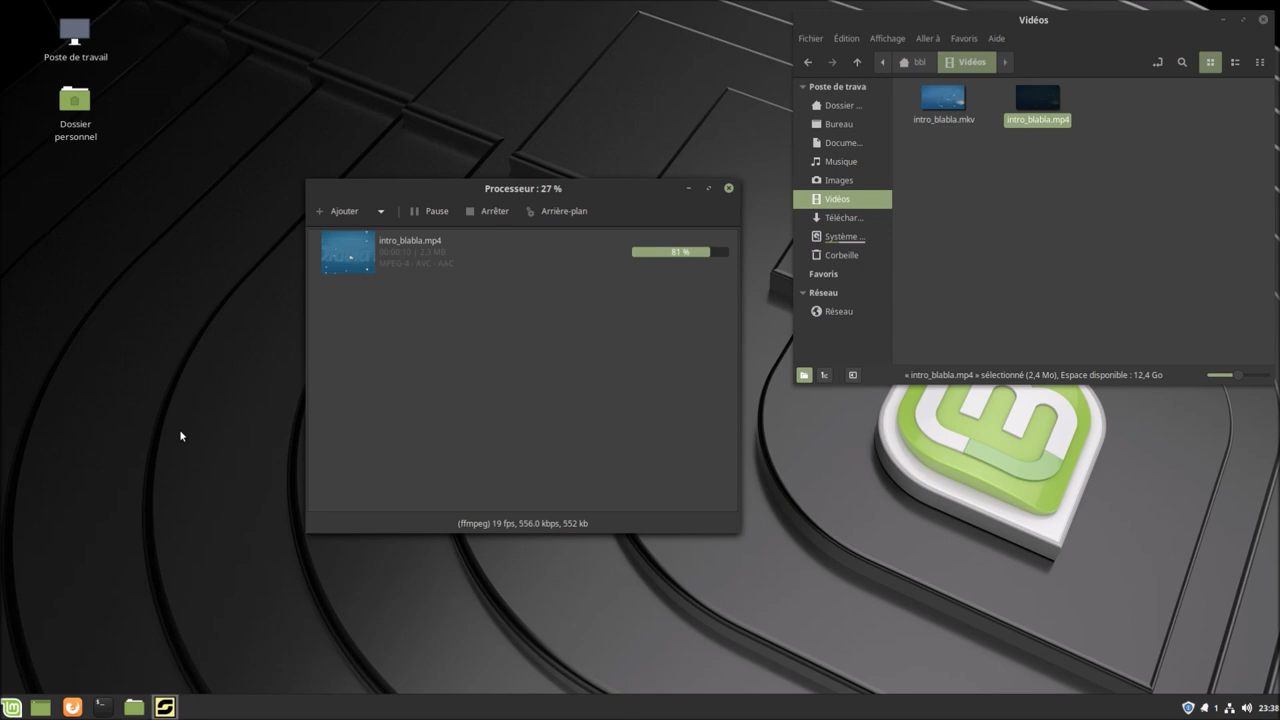 Poste de travail
Dossier
personnel
Vidéos
Fichier Édition Affichage Aller à Favoris Aide
bbl Vidéos
Poste de trava
Dossier ...
Bureau
Docume...
Musique
Images
Vidéos
Téléchar...
Système ...
Corbeille
Favoris
Réseau
Réseau
intro_blabla.mkv intro_blabla.mp4
« intro_blabla.mp4 » sélectionné (2,4 Mo), Espace disponible : 12,4 Go
Processeur : 27 %
Ajouter Pause Arrêter Arrière-plan
intro_blabla.mp4
00:00:10 | 2,3 MB
MPEG-4 - AVC - AAC
81 %
(ffmpeg) 19 fps, 556.0 kbps, 552 kb
1 23:38